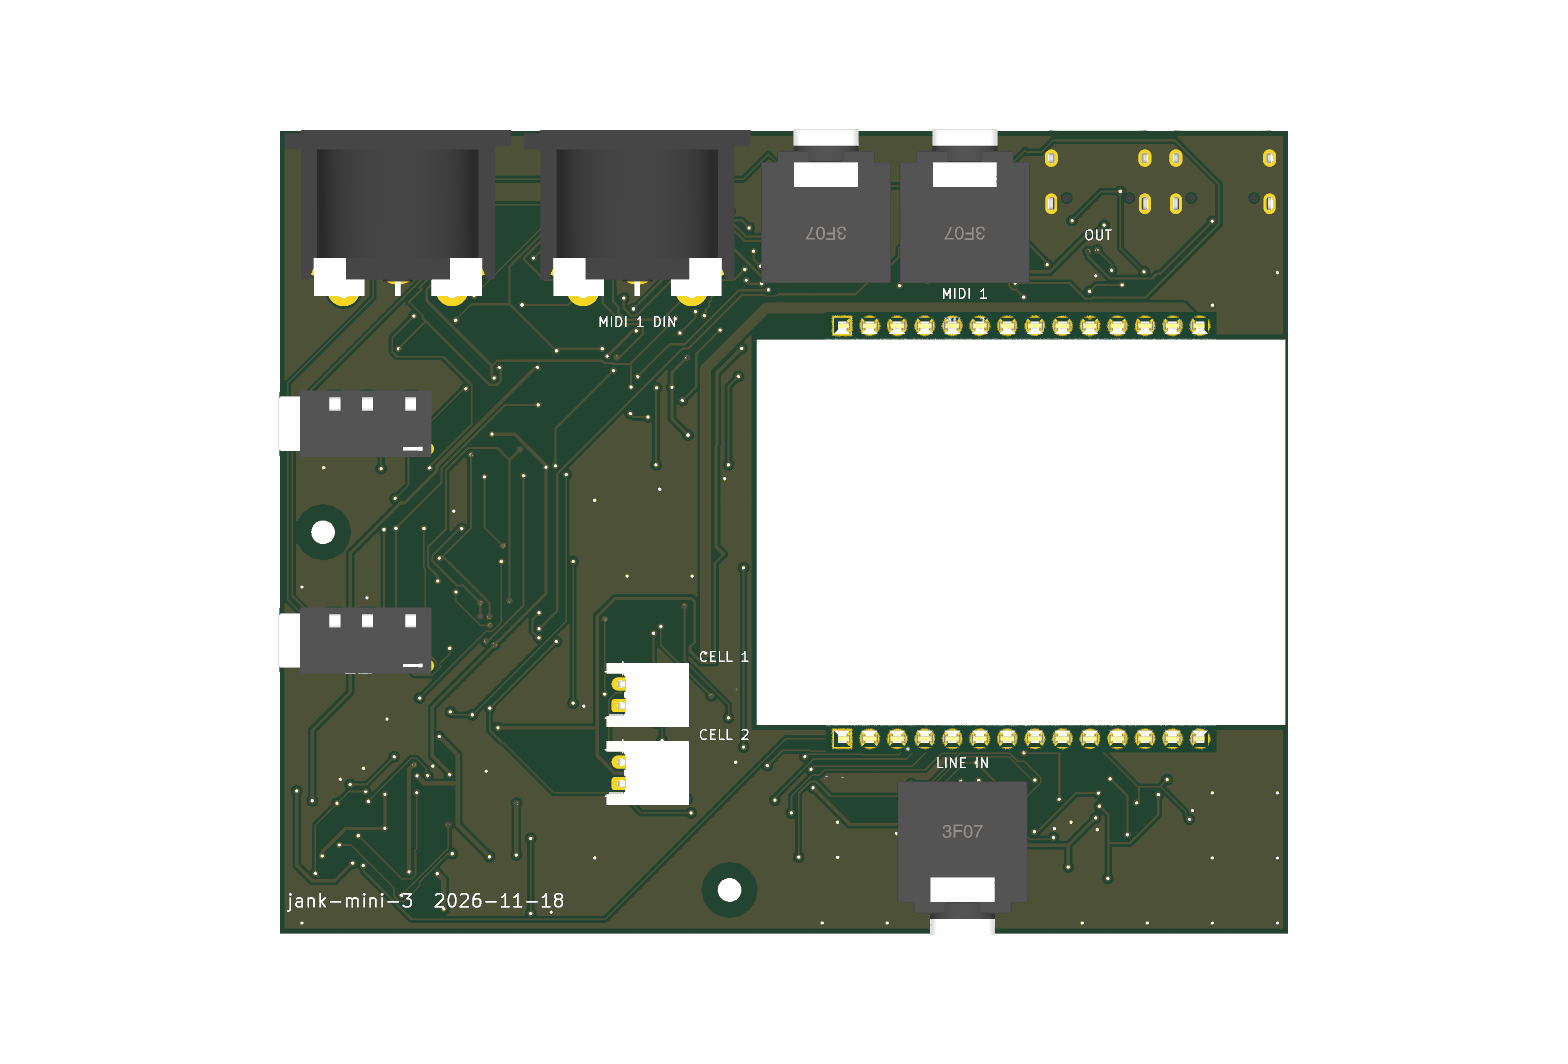 3F07
3F07
OUT
MIDI 1
MIDI 1 DIN
CELL 1
CELL 2
LINE IN
3F07
jank-mini-3 2026-11-18